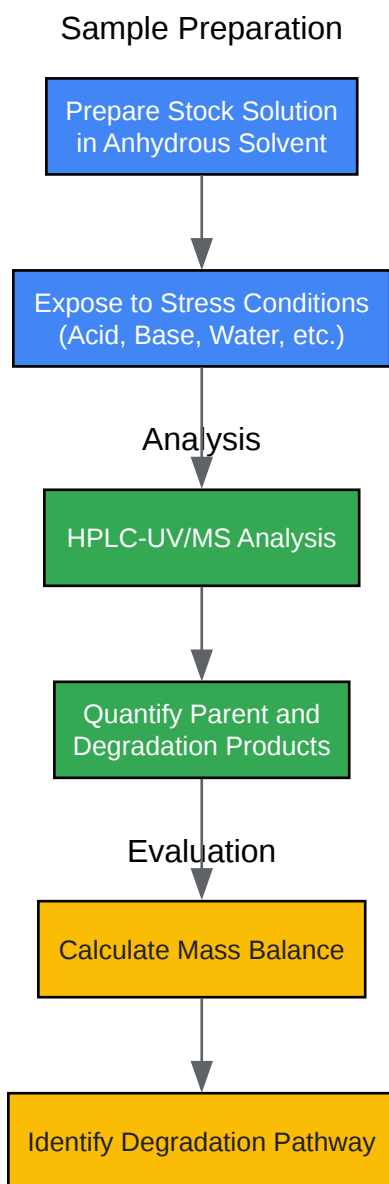 Sample Preparation
Prepare Stock Solution
in Anhydrous Solvent
Expose to Stress Conditions
(Acid, Base, Water, etc.)
Analysis
HPLC-UV/MS Analysis
Quantify Parent and
Degradation Products
Evaluation
Calculate Mass Balance
Identify Degradation Pathway